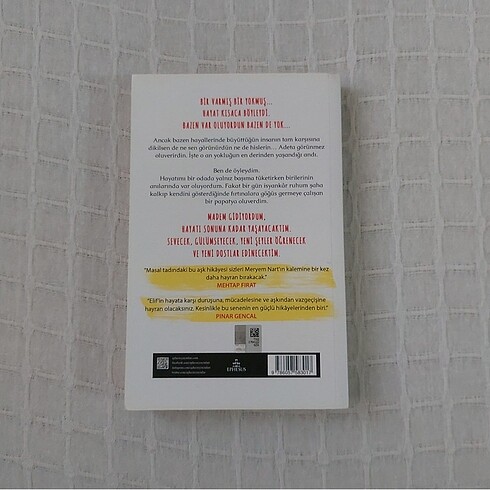 BİR VARMIŞ BİR YOKMUŞ...
HAYAT KISACA BÖYLEYDİ.
BAZEN VAR OLUYORDUN BAZEN DE YOK...
Ancak bazen hayallerinde büyüttüğün insanın tam karşısına
dikilsen de ne sen görünürdün ne de hislerin... Adeta görünmez
oluverirdin. İşte o an yokluğun en derinden yaşandığı andı.
Ben de öyleydim.
Hayatımı bir odada yalnız başıma tüketirken birilerinin
anılarında var oluyordum. Fakat bir gün isyankâr ruhum şaha
kalkıp kendini gösterdiğinde fırtınalara göğüs germeye çalışan
bir papatya oluverdim.
MADEM GİDİYORDUM,
HAYATI SONUNA KADAR YAŞAYACAKTIM.
SEVECEK, GÜLÜMSEYECEK, YENİ ŞEYLER ÖĞRENECEK
VE YENİ DOSTLAR EDİNECEKTİM.
"Masal tadındaki bu aşk hikâyesi sizleri Meryem Nart'ın kalemine bir kez
daha hayran bırakacak."
MEHTAP FIRAT
"Elif'in hayata karşı duruşuna, mücadelesine ve aşkından vazgeçişine
hayran olacaksınız. Kesinlikle bu senenin en güçlü hikâyelerinden biri."
PINAR GENCAL
EPHESUS
9 786057 583017